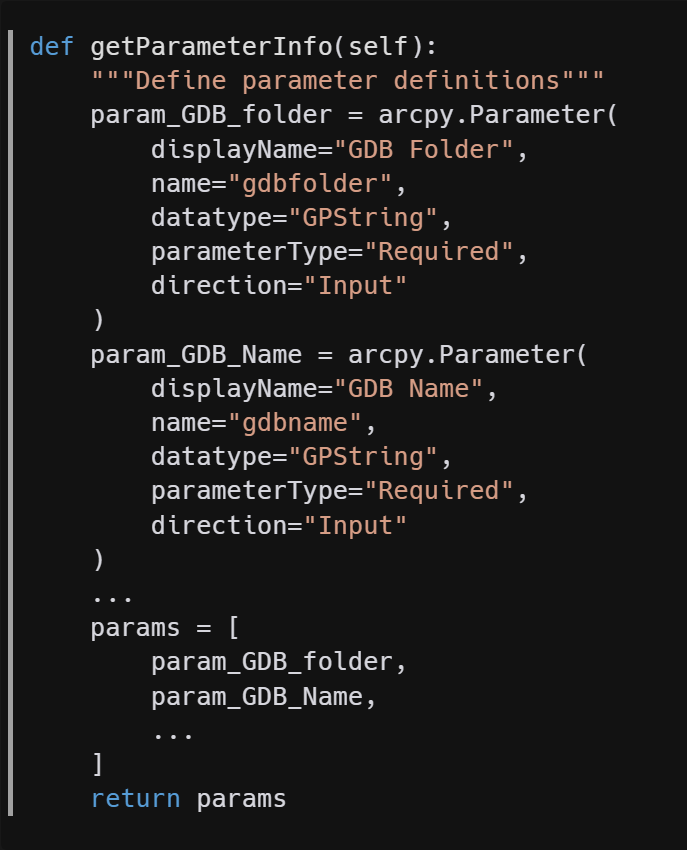 def getParameterInfo(self):
    """Define parameter definitions"""
    param_GDB_folder = arcpy.Parameter(
        displayName="GDB Folder",
        name="gdbfolder",
        datatype="GPString",
        parameterType="Required",
        direction="Input"
    )
    param_GDB_Name = arcpy.Parameter(
        displayName="GDB Name",
        name="gdbname",
        datatype="GPString",
        parameterType="Required",
        direction="Input"
    )
    ...
    params = [
        param_GDB_folder,
        param_GDB_Name,
        ...
    ]
    return params